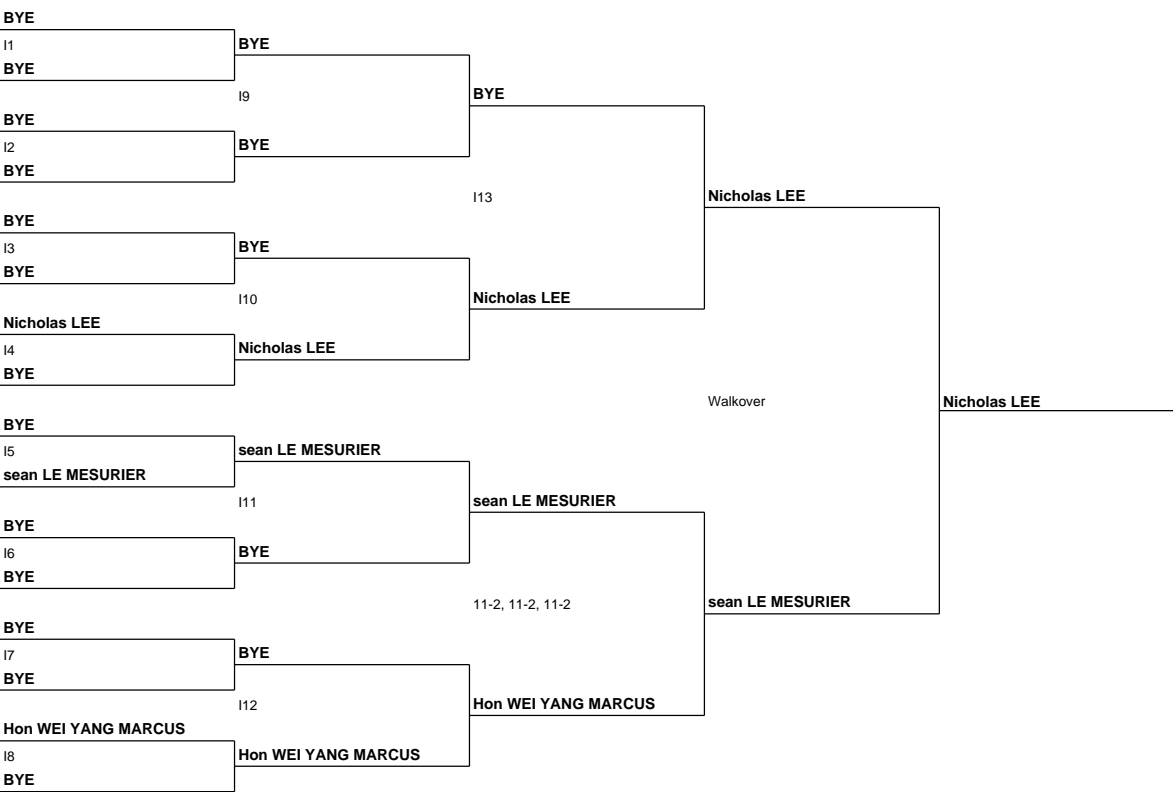 BYE
I1
BYE
BYE
I9
BYE
BYE
I2
BYE
BYE
I13
Nicholas LEE
BYE
I3
BYE
BYE
I10
Nicholas LEE
Nicholas LEE
I4
Nicholas LEE
BYE
Walkover
Nicholas LEE
BYE
I5
sean LE MESURIER
sean LE MESURIER
I11
sean LE MESURIER
BYE
I6
BYE
BYE
11-2, 11-2, 11-2
sean LE MESURIER
BYE
I7
BYE
BYE
I12
Hon WEI YANG MARCUS
Hon WEI YANG MARCUS
I8
Hon WEI YANG MARCUS
BYE